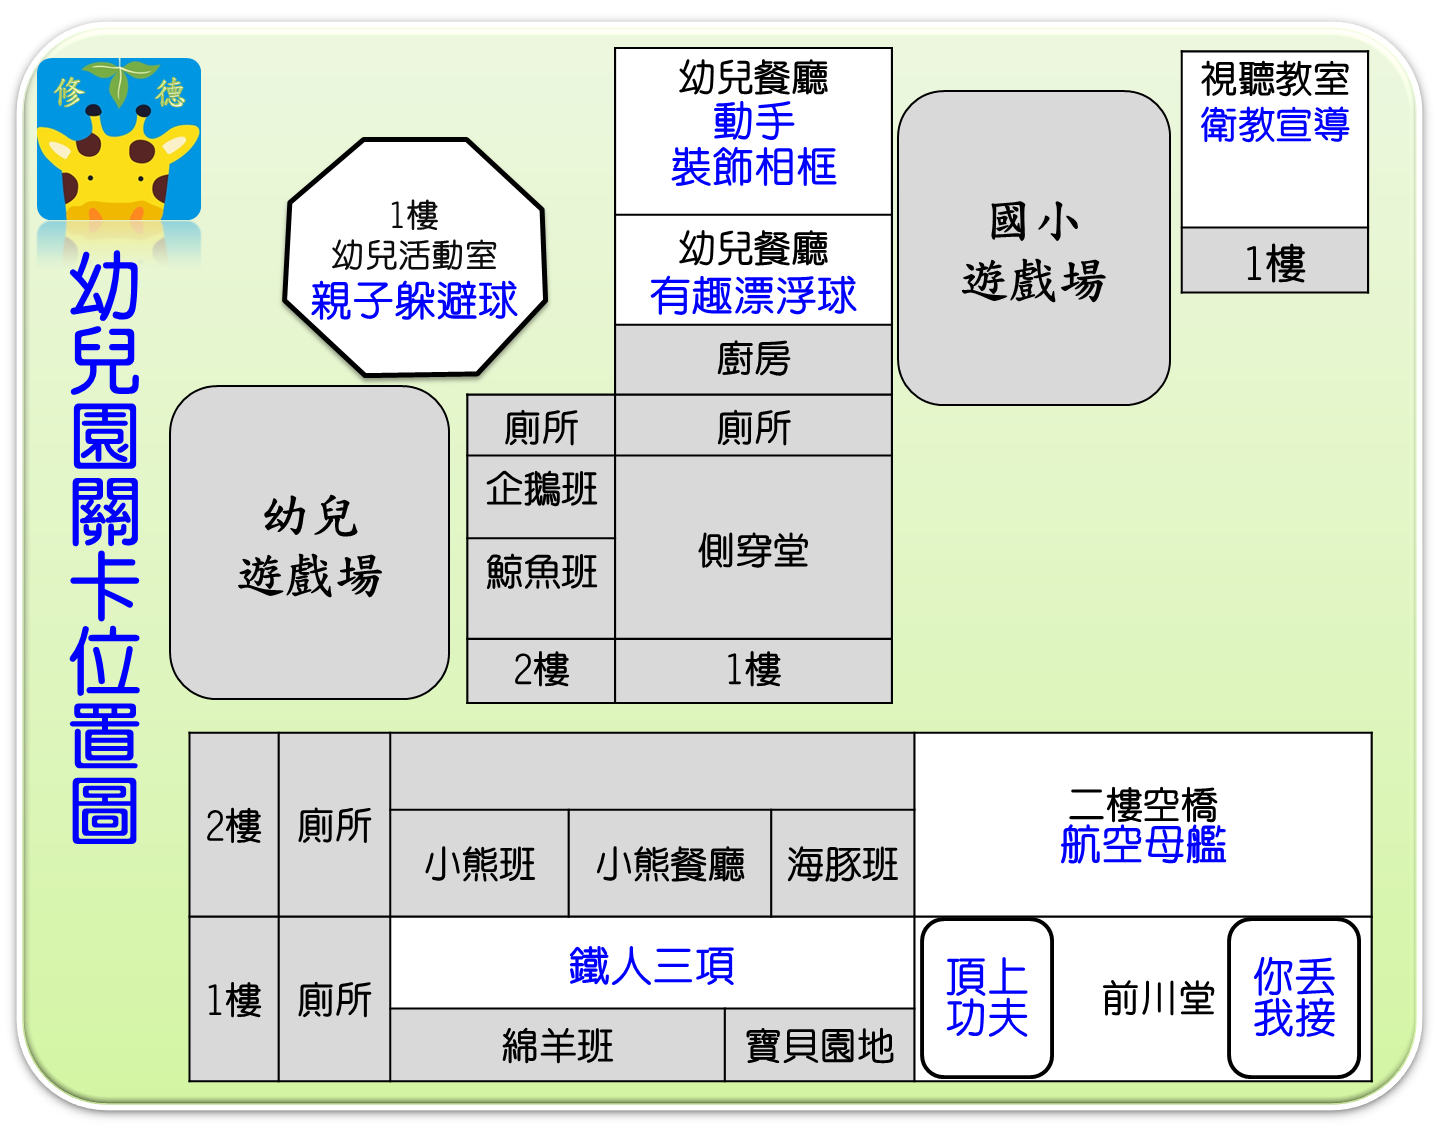 修德
幼兒園關卡位置圖
1樓
幼兒活動室
親子躲避球
幼兒餐廳
動手
裝飾相框
幼兒餐廳
有趣漂浮球
廚房
廁所
廁所
企鵝班
鯨魚班
側穿堂
2樓
1樓
國小
遊戲場
視聽教室
衛教宣導
1樓
幼兒
遊戲場
2樓
廁所
小熊班
小熊餐廳
海豚班
二樓空橋
航空母艦
1樓
廁所
鐵人三項
綿羊班
寶貝園地
頂上
功夫
前川堂
你丟
我接